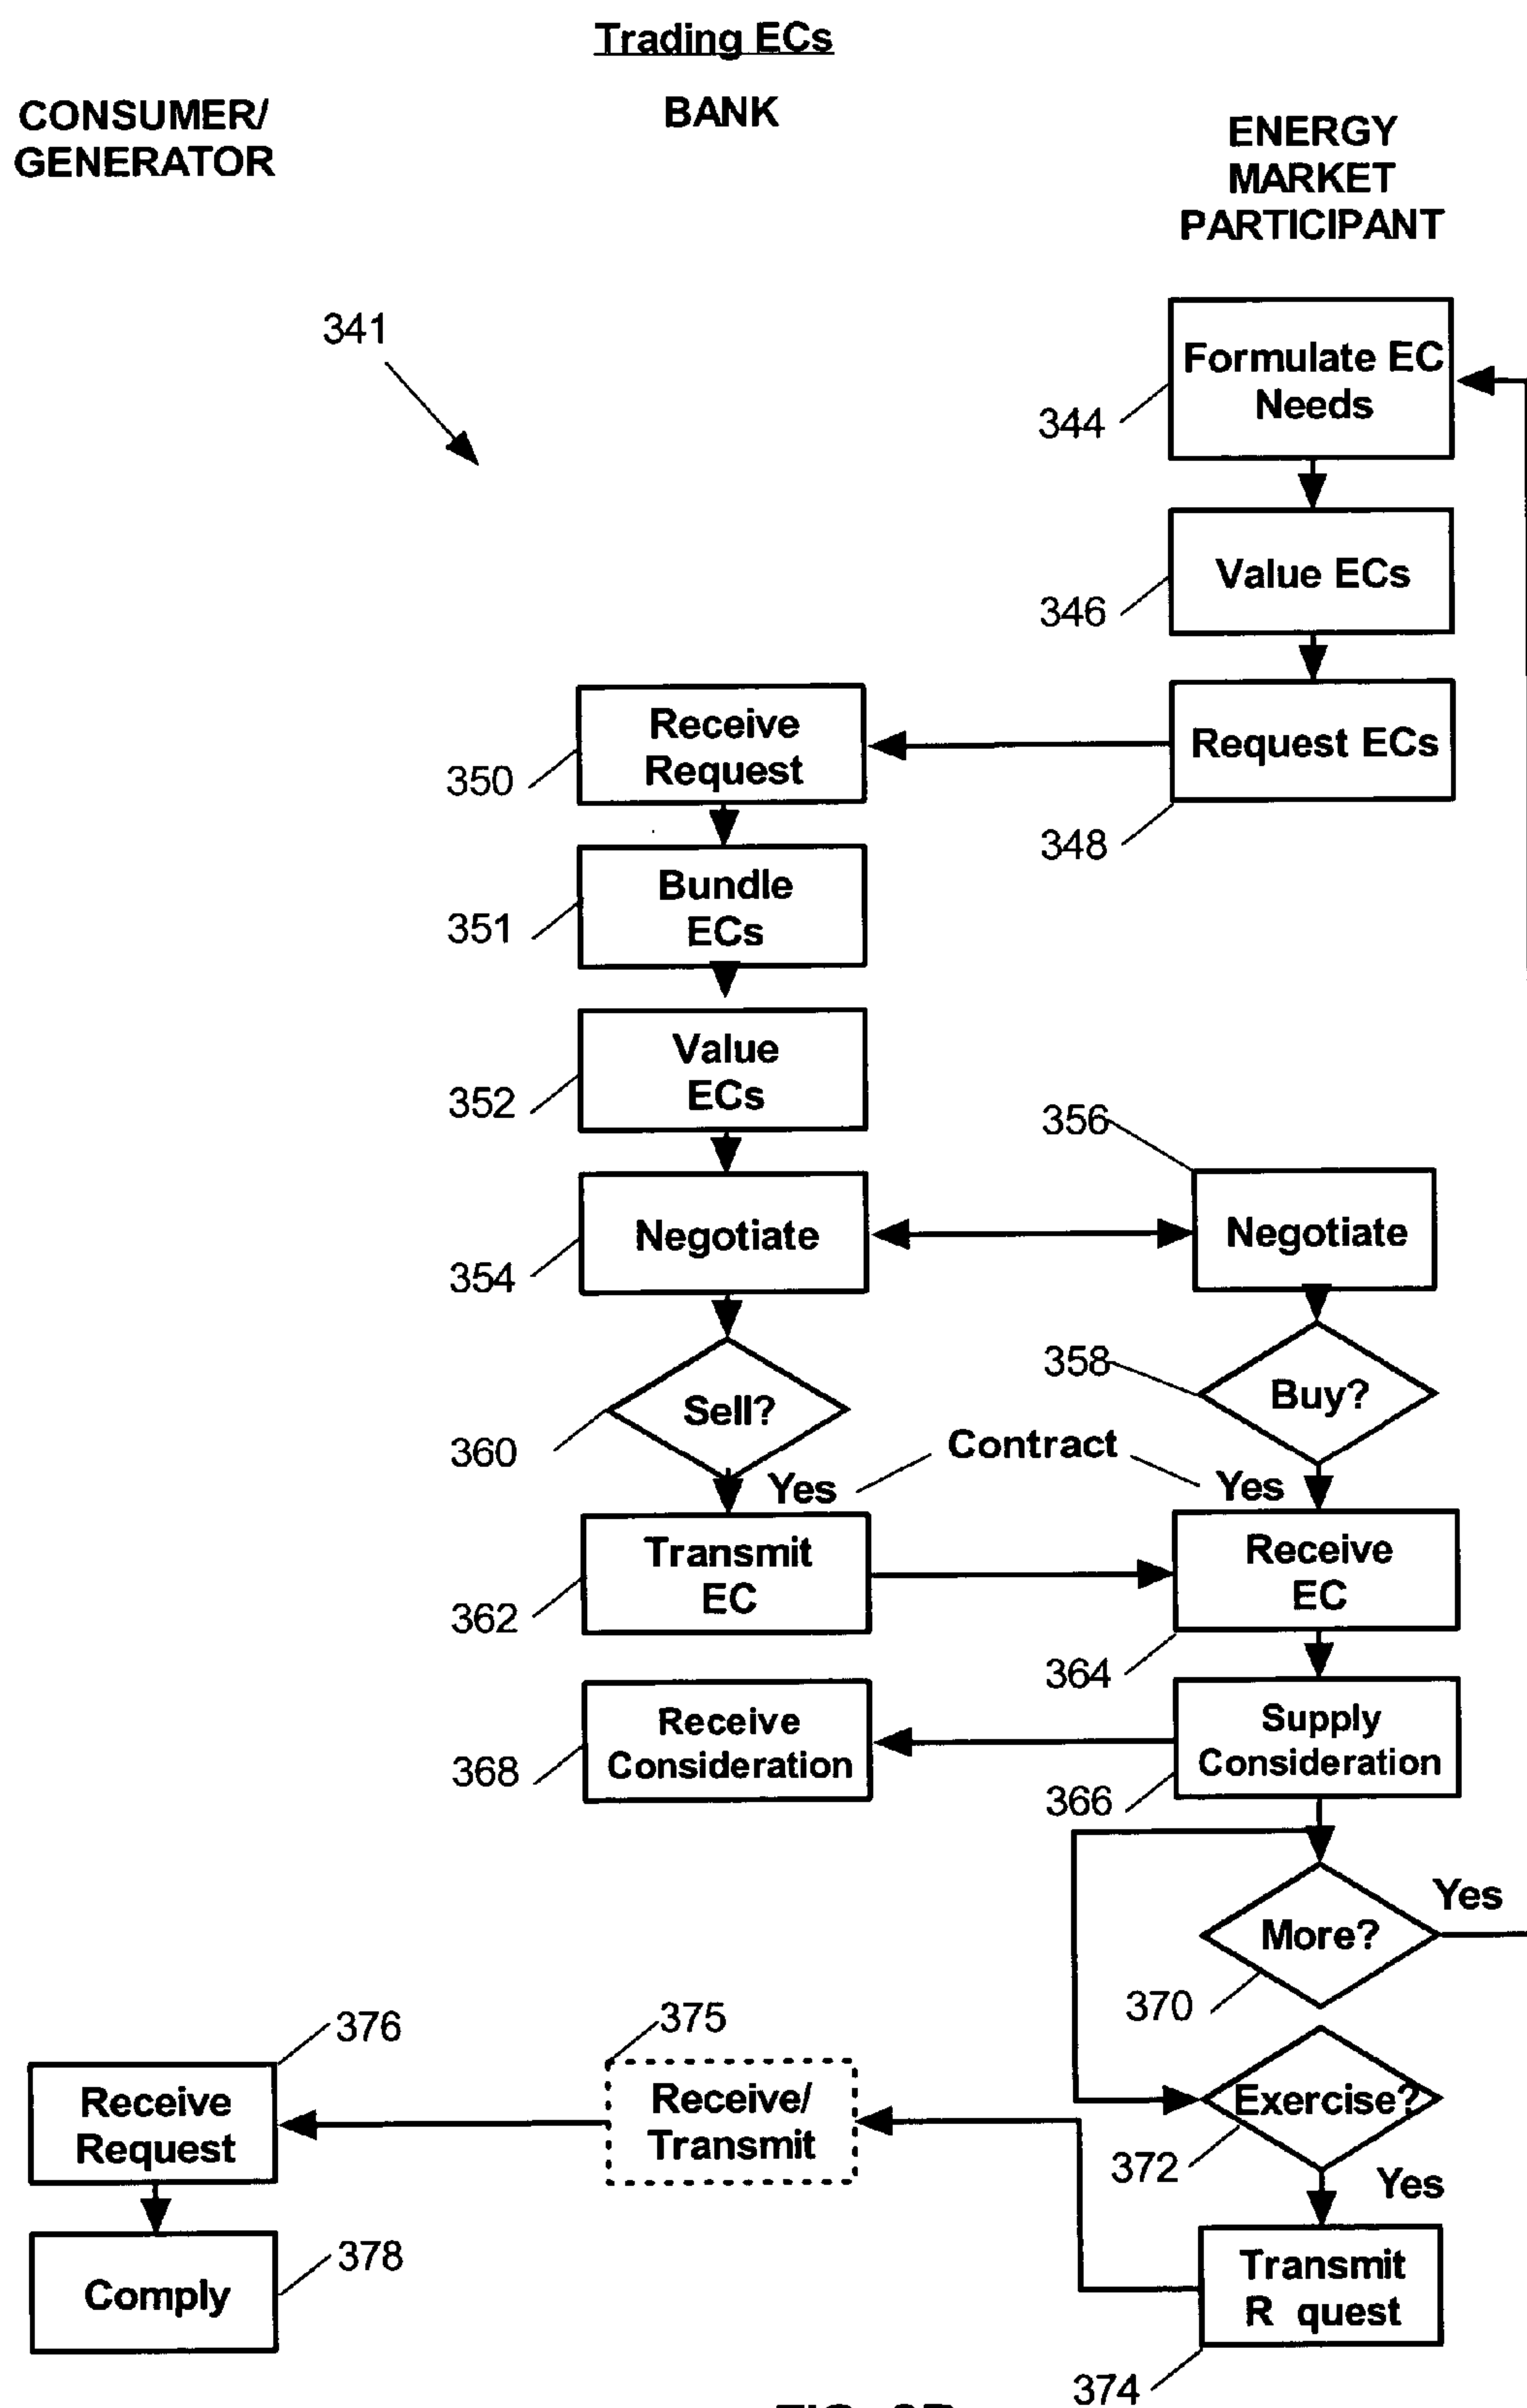 Trading ECs
CONSUMER/
GENERATOR
BANK
ENERGY
MARKET
PARTICIPANT
341
Formulate EC
Needs
344
Value ECs
346
Receive
Request
350
Request ECs
348
Bundle
ECs
351
Value
ECs
352
356
Negotiate
354
Negotiate
358
Sell?
Buy?
360
Contract
Yes
Yes
Transmit
EC
362
Receive
EC
364
Receive
Consideration
368
Supply
Consideration
366
More?
Yes
370
376
375
Receive
Request
Receive/
Transmit
Exercise?
372
Yes
378
Comply
Transmit
R quest
374